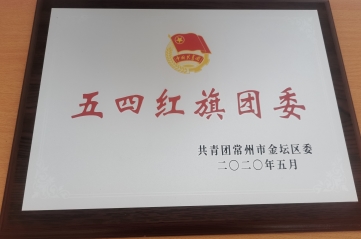 五四红旗团委
共青团常州市金坛区委
二〇二〇年五月